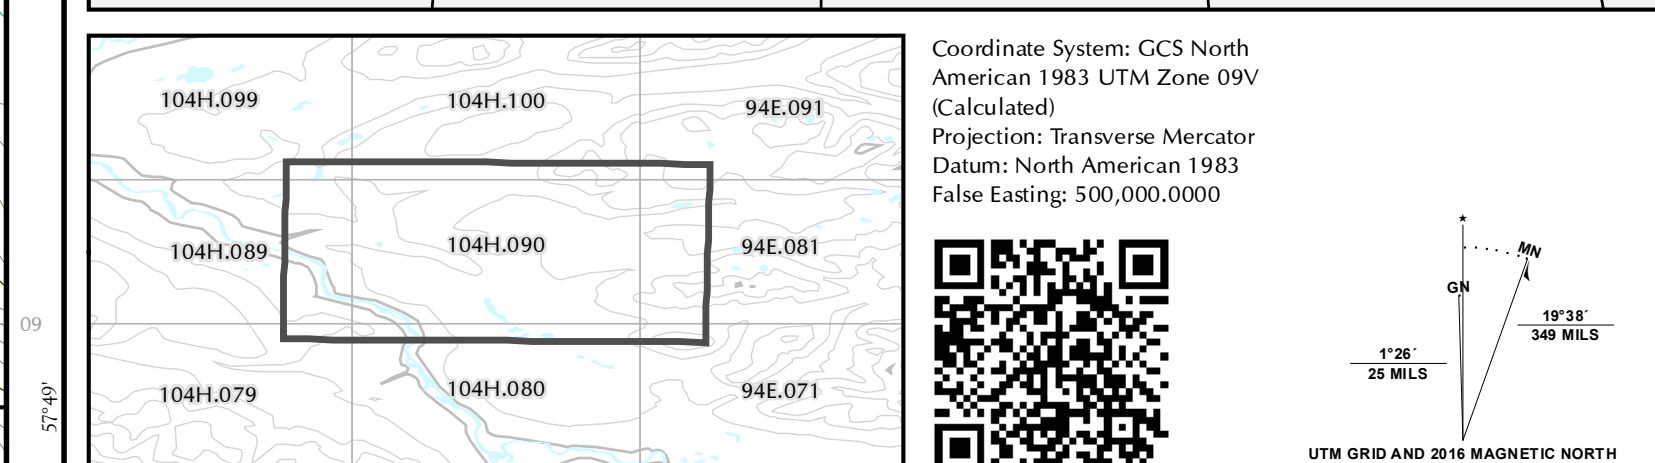 104H.099
104H.100
94E.091
104H.089
104H.090
94E.081
104H.079
104H.080
94E.071
09
57°49'
Coordinate System: GCS North
American 1983 UTM Zone 09V
(Calculated)
Projection: Transverse Mercator
Datum: North American 1983
False Easting: 500,000.0000
MN
GN
19°38´
349 MILS
1°26´
25 MILS
UTM GRID AND 2016 MAGNETIC NORTH